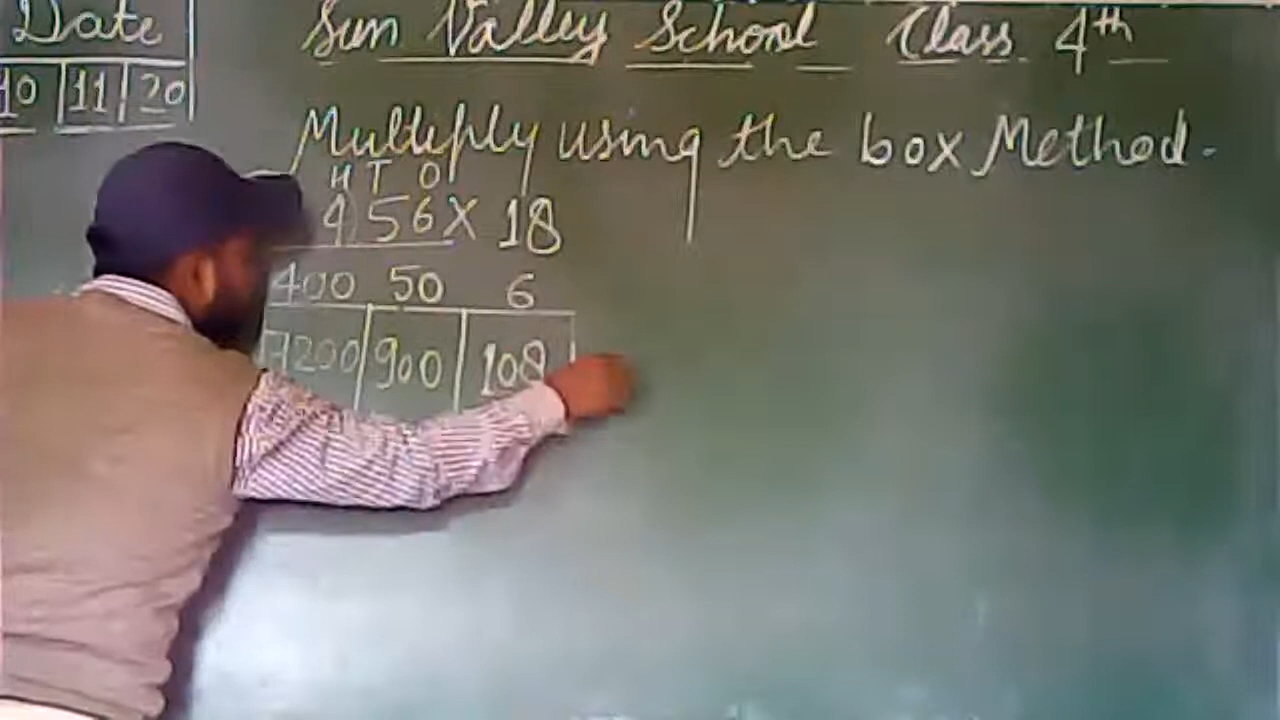 Date
10 11 20
Sun Valley School Class 4th
Multiply using the box Method.
H T O
456 X 18
400 50 6
7200 900 108